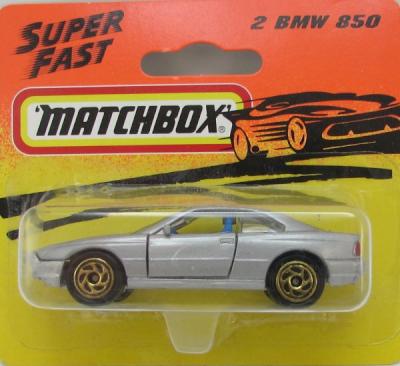 SUPER
FAST
2 BMW 850
'MATCHBOX'®